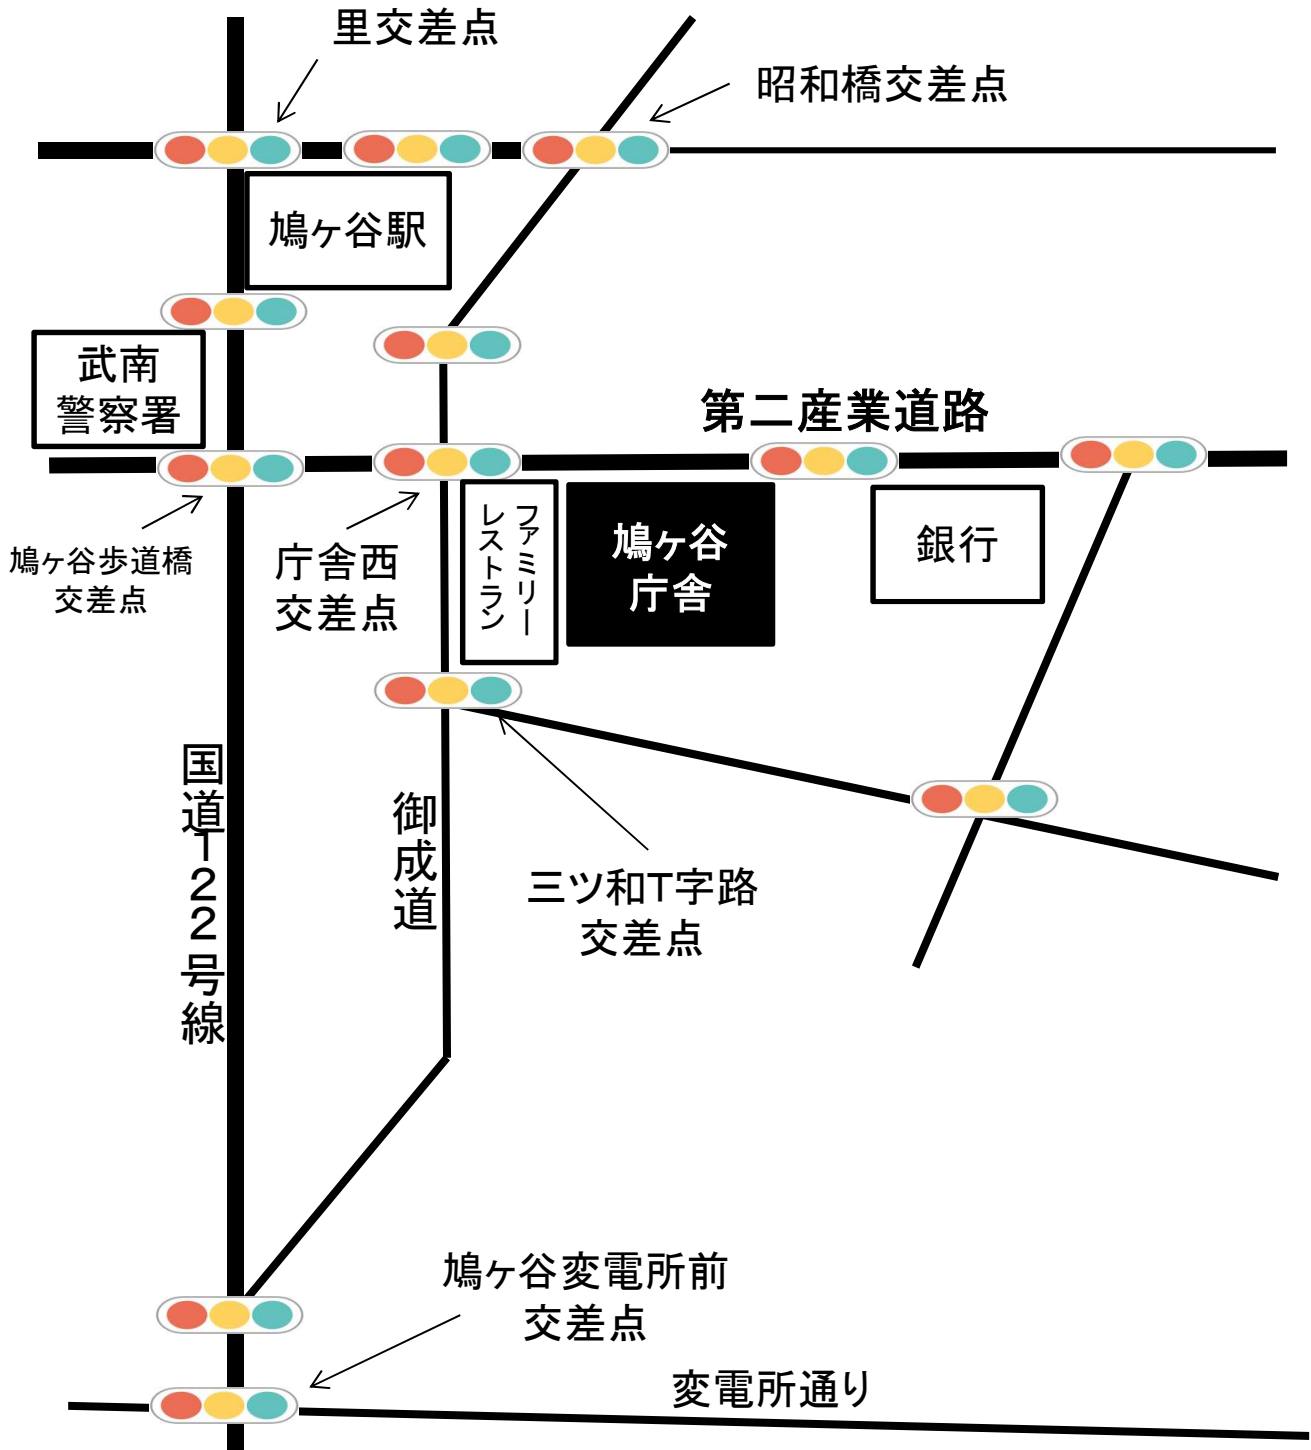 里交差点
昭和橋交差点
鳩ヶ谷駅
武南
警察署
第二産業道路
鳩ヶ谷歩道橋
交差点
庁舎西
交差点
ファミリー
レストラン
鳩ヶ谷
庁舎
銀行
国道122号線
御成道
三ツ和T字路
交差点
鳩ヶ谷変電所前
交差点
変電所通り